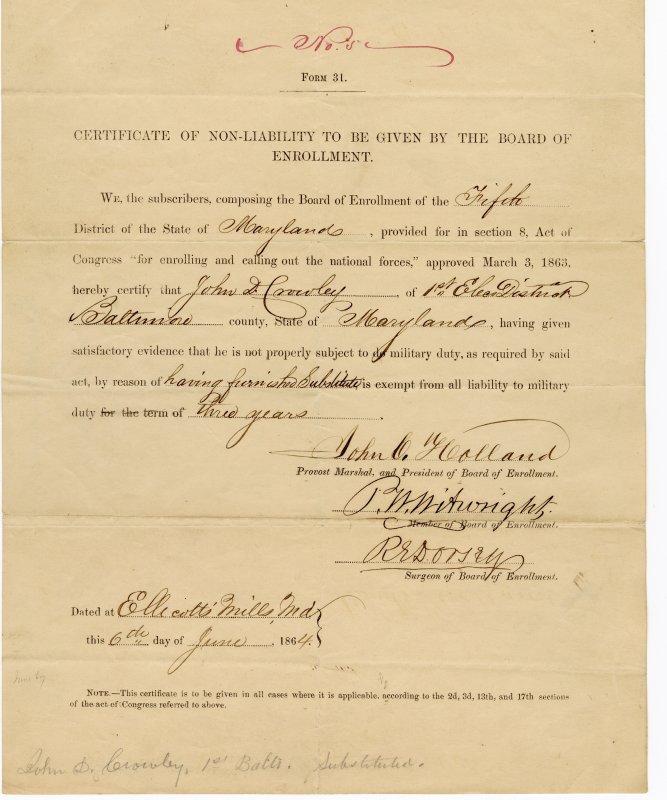 No. 5
FORM 31.
CERTIFICATE OF NON-LIABILITY TO BE GIVEN BY THE BOARD OF
ENROLLMENT.
WE, the subscribers, composing the Board of Enrollment of the Fifth
District of the State of Maryland, provided for in section 8, Act of
Congress "for enrolling and calling out the national forces," approved March 3, 1863,
hereby certify that John D. Crowley, of 1st Elec. District
Baltimore county, State of Maryland, having given
satisfactory evidence that he is not properly subject to do military duty, as required by said
act, by reason of having furnished Substitute is exempt from all liability to military
duty for the term of three years.
John C. Holland
Provost Marshal, and President of Board of Enrollment.
P. W. Witwright.
Member of Board of Enrollment.
R E Dorsey
Surgeon of Board of Enrollment.
Dated at Ellicotts Mills, Md
this 6th day of June, 1864.
NOTE.—This certificate is to be given in all cases where it is applicable, according to the 2d, 3d, 13th, and 17th sections
of the act of Congress referred to above.
John D. Crowley, 1st Balto. Substituted.